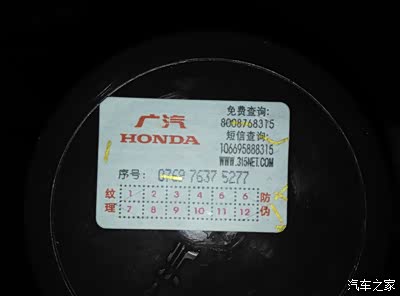 广汽
HONDA
免费查询:
8008768315
短信查询:
106695888315
WWW.315NET.COM
序号: 0769 7637 5277
纹理 1 2 3 4 5 6 防伪
7 8 9 10 11 12
汽车之家